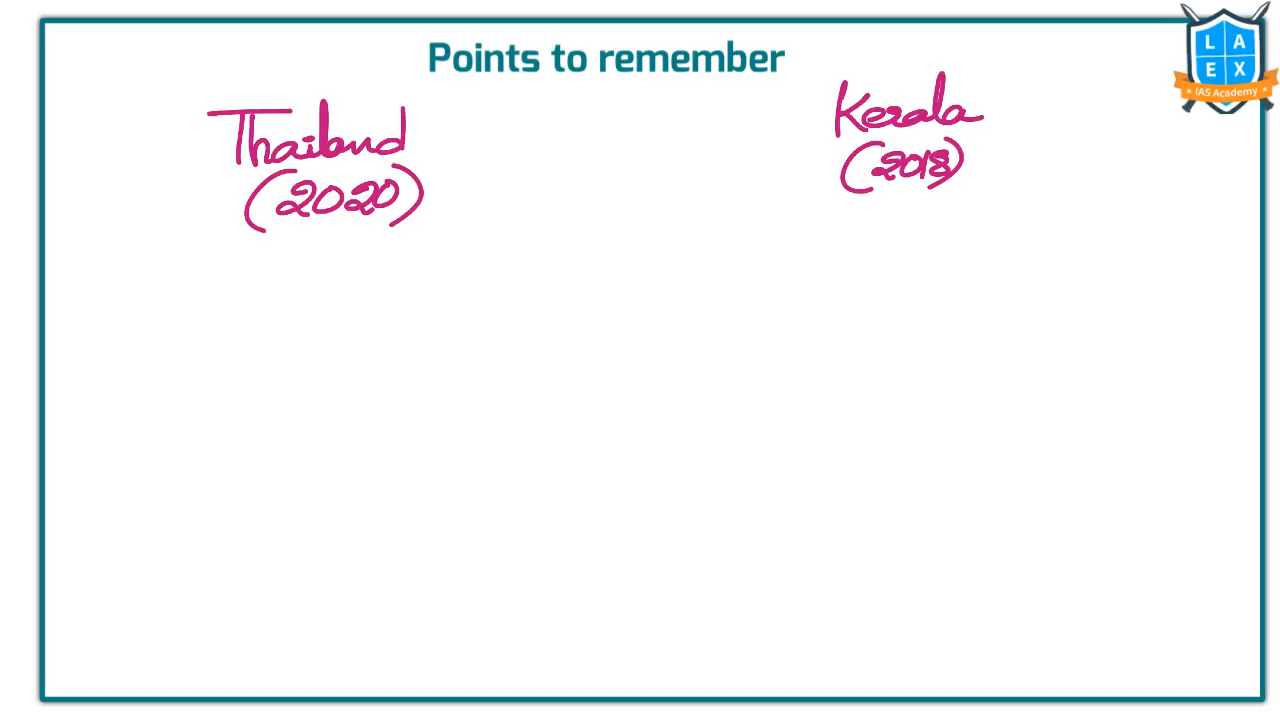 Points to remember
L A
E X
IAS Academy
Thailand
(2020)
Kerala
(2018)